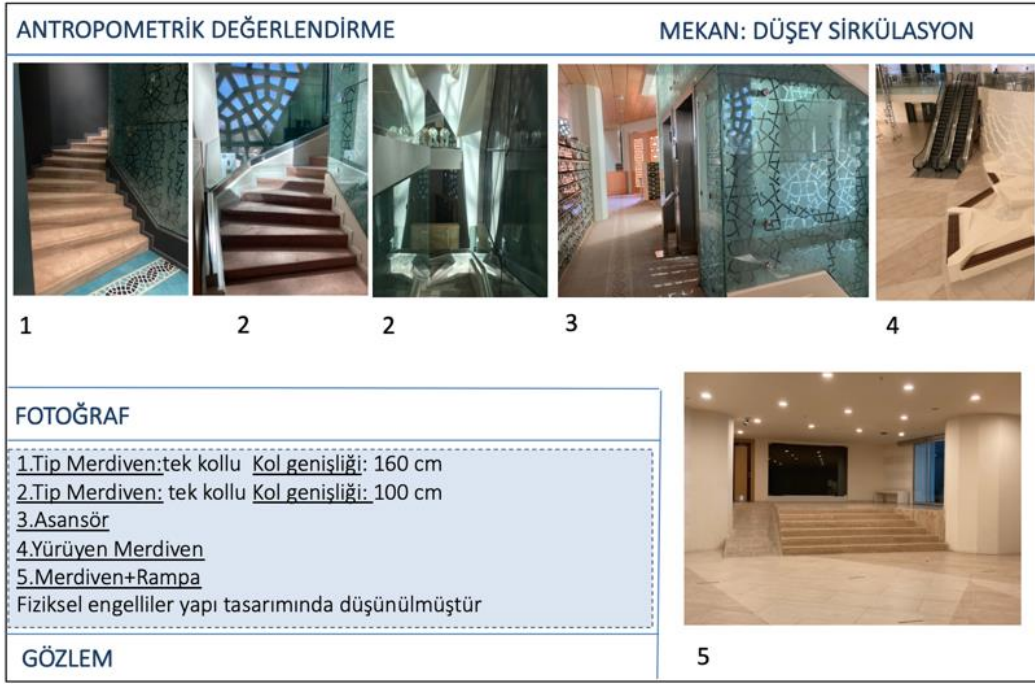 ANTROPOMETRİK DEĞERLENDİRME
MEKAN: DÜŞEY SİRKÜLASYON
1
2
2
3
4
FOTOĞRAF
1.Tip Merdiven:tek kollu Kol genişliği: 160 cm
2.Tip Merdiven: tek kollu Kol genişliği: 100 cm
3.Asansör
4.Yürüyen Merdiven
5.Merdiven+Rampa
Fiziksel engelliler yapı tasarımında düşünülmüştür
GÖZLEM
5